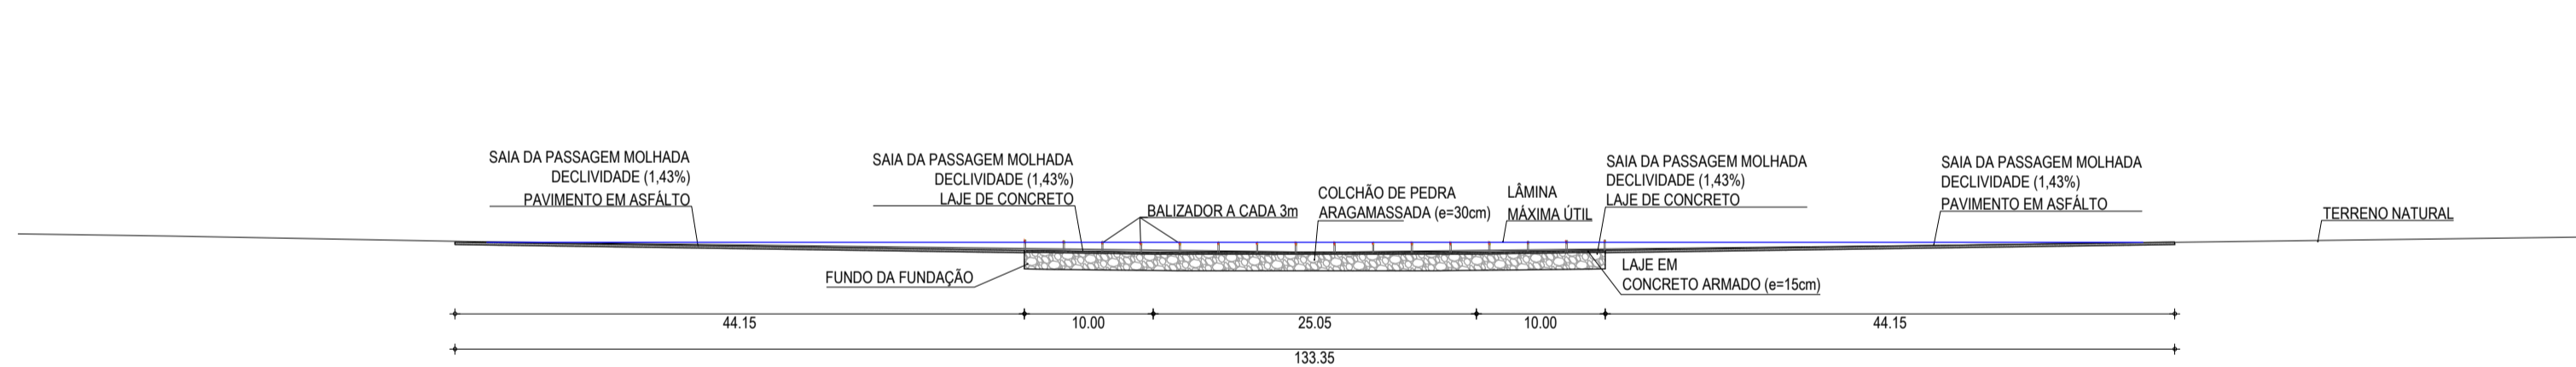 SAIA DA PASSAGEM MOLHADA
DECLIVIDADE (1,43%)
PAVIMENTO EM ASFÁLTO
SAIA DA PASSAGEM MOLHADA
DECLIVIDADE (1,43%)
LAJE DE CONCRETO
BALIZADOR A CADA 3m
COLCHÃO DE PEDRA
ARAGAMASSADA (e=30cm)
LÂMINA
MÁXIMA ÚTIL
SAIA DA PASSAGEM MOLHADA
DECLIVIDADE (1,43%)
LAJE DE CONCRETO
SAIA DA PASSAGEM MOLHADA
DECLIVIDADE (1,43%)
PAVIMENTO EM ASFÁLTO
TERRENO NATURAL
FUNDO DA FUNDAÇÃO
LAJE EM
CONCRETO ARMADO (e=15cm)
44.15
10.00
25.05
10.00
44.15
133.35